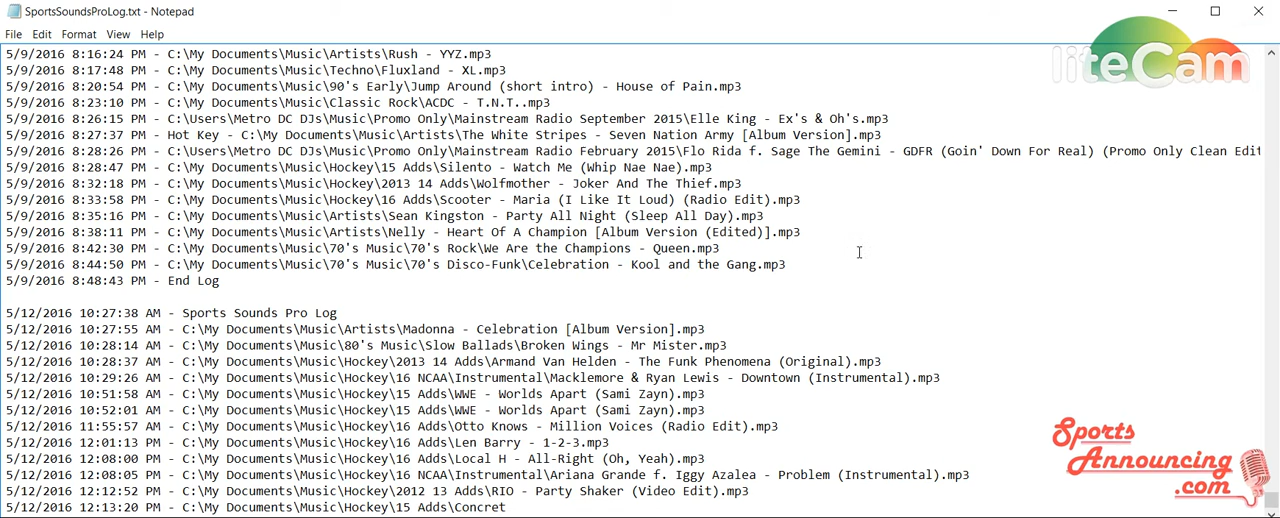 SportsSoundsProLog.txt - Notepad
File Edit Format View Help
5/9/2016 8:16:24 PM - C:\My Documents\Music\Artists\Rush - YYZ.mp3
5/9/2016 8:17:48 PM - C:\My Documents\Music\Techno\Fluxland - XL.mp3
5/9/2016 8:20:54 PM - C:\My Documents\Music\90's Early\Jump Around (short intro) - House of Pain.mp3
5/9/2016 8:23:10 PM - C:\My Documents\Music\Classic Rock\ACDC - T.N.T..mp3
5/9/2016 8:26:15 PM - C:\Users\Metro DC DJs\Music\Promo Only\Mainstream Radio September 2015\Elle King - Ex's & Oh's.mp3
5/9/2016 8:27:37 PM - Hot Key - C:\My Documents\Music\Artists\The White Stripes - Seven Nation Army [Album Version].mp3
5/9/2016 8:28:26 PM - C:\Users\Metro DC DJs\Music\Promo Only\Mainstream Radio February 2015\Flo Rida f. Sage The Gemini - GDFR (Goin' Down For Real) (Promo Only Clean Edit
5/9/2016 8:28:47 PM - C:\My Documents\Music\Hockey\15 Adds\Silento - Watch Me (Whip Nae Nae).mp3
5/9/2016 8:32:18 PM - C:\My Documents\Music\Hockey\2013 14 Adds\Wolfmother - Joker And The Thief.mp3
5/9/2016 8:33:58 PM - C:\My Documents\Music\Hockey\16 Adds\Scooter - Maria (I Like It Loud) (Radio Edit).mp3
5/9/2016 8:35:16 PM - C:\My Documents\Music\Artists\Sean Kingston - Party All Night (Sleep All Day).mp3
5/9/2016 8:38:11 PM - C:\My Documents\Music\Artists\Nelly - Heart Of A Champion [Album Version (Edited)].mp3
5/9/2016 8:42:30 PM - C:\My Documents\Music\70's Music\70's Rock\We Are the Champions - Queen.mp3
5/9/2016 8:44:50 PM - C:\My Documents\Music\70's Music\70's Disco-Funk\Celebration - Kool and the Gang.mp3
5/9/2016 8:48:43 PM - End Log
5/12/2016 10:27:38 AM - Sports Sounds Pro Log
5/12/2016 10:27:55 AM - C:\My Documents\Music\Artists\Madonna - Celebration [Album Version].mp3
5/12/2016 10:28:14 AM - C:\My Documents\Music\80's Music\Slow Ballads\Broken Wings - Mr Mister.mp3
5/12/2016 10:28:37 AM - C:\My Documents\Music\Hockey\2013 14 Adds\Armand Van Helden - The Funk Phenomena (Original).mp3
5/12/2016 10:29:26 AM - C:\My Documents\Music\Hockey\16 NCAA\Instrumental\Macklemore & Ryan Lewis - Downtown (Instrumental).mp3
5/12/2016 10:51:58 AM - C:\My Documents\Music\Hockey\15 Adds\WWE - Worlds Apart (Sami Zayn).mp3
5/12/2016 10:52:01 AM - C:\My Documents\Music\Hockey\15 Adds\WWE - Worlds Apart (Sami Zayn).mp3
5/12/2016 11:55:57 AM - C:\My Documents\Music\Hockey\16 Adds\Otto Knows - Million Voices (Radio Edit).mp3
5/12/2016 12:01:13 PM - C:\My Documents\Music\Hockey\16 Adds\Len Barry - 1-2-3.mp3
5/12/2016 12:08:00 PM - C:\My Documents\Music\Hockey\16 Adds\Local H - All-Right (Oh, Yeah).mp3
5/12/2016 12:08:05 PM - C:\My Documents\Music\Hockey\16 NCAA\Instrumental\Ariana Grande f. Iggy Azalea - Problem (Instrumental).mp3
5/12/2016 12:12:52 PM - C:\My Documents\Music\Hockey\2012 13 Adds\RIO - Party Shaker (Video Edit).mp3
5/12/2016 12:13:20 PM - C:\My Documents\Music\Hockey\15 Adds\Concret
liteCam
Sports
Announcing
.com